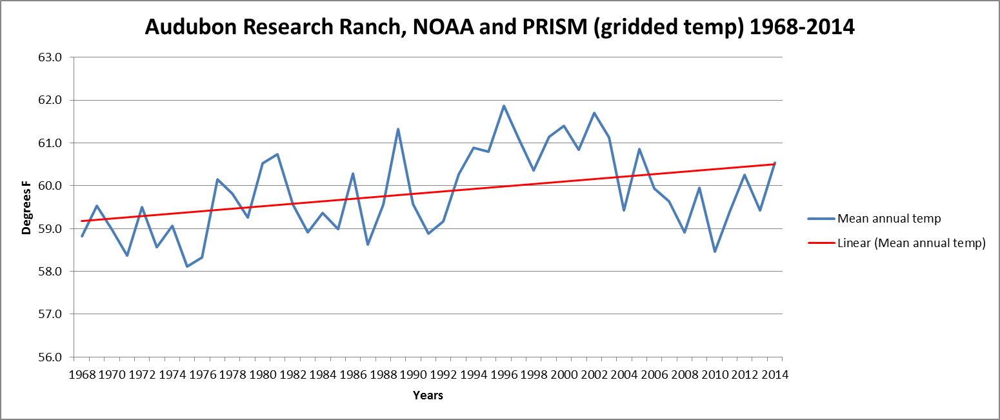 Audubon Research Ranch, NOAA and PRISM (gridded temp) 1968-2014
63.0
62.0
61.0
60.0
59.0
58.0
57.0
56.0
Degrees F
1968 1970 1972 1974 1976 1978 1980 1982 1984 1986 1988 1990 1992 1994 1996 1998 2000 2002 2004 2006 2008 2010 2012 2014
Years
Mean annual temp
Linear (Mean annual temp)